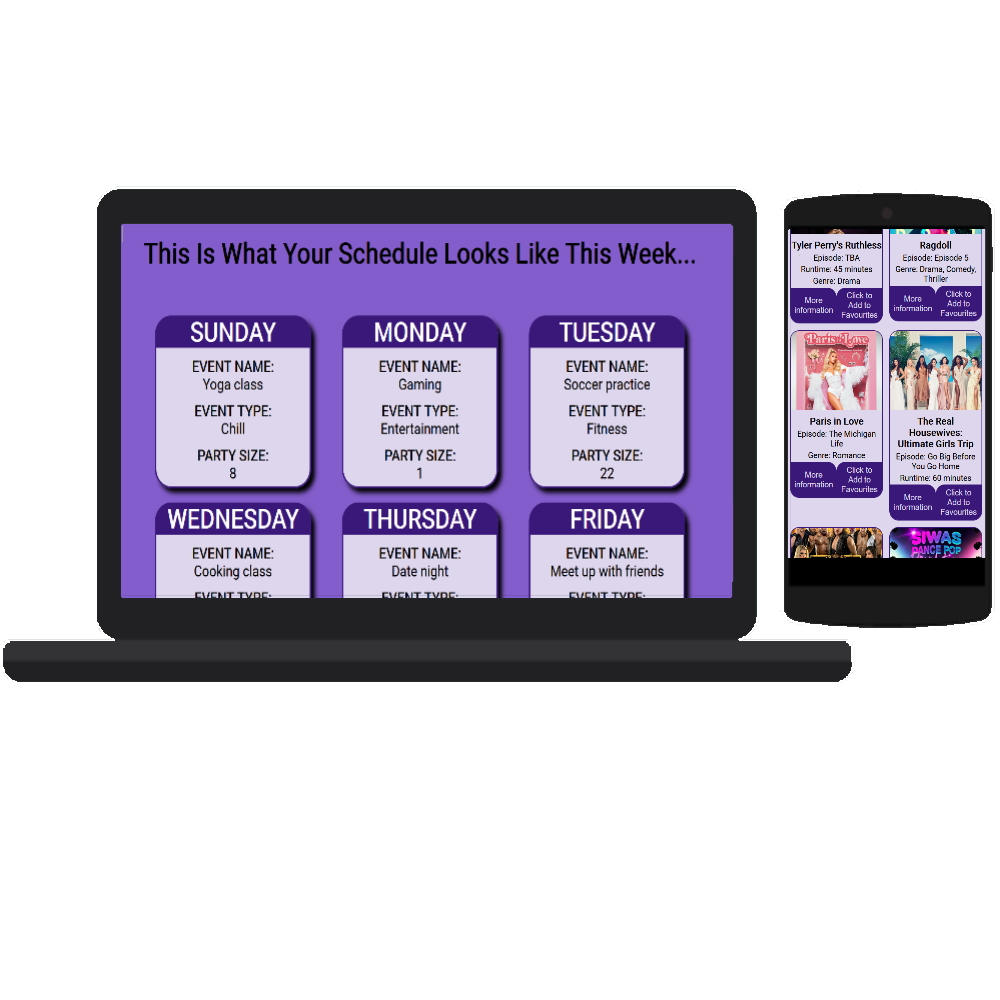 This Is What Your Schedule Looks Like This Week...
SUNDAY
EVENT NAME:
Yoga class
EVENT TYPE:
Chill
PARTY SIZE:
8
MONDAY
EVENT NAME:
Gaming
EVENT TYPE:
Entertainment
PARTY SIZE:
1
TUESDAY
EVENT NAME:
Soccer practice
EVENT TYPE:
Fitness
PARTY SIZE:
22
WEDNESDAY
EVENT NAME:
Cooking class
EVENT TYPE:
THURSDAY
EVENT NAME:
Date night
EVENT TYPE:
FRIDAY
EVENT NAME:
Meet up with friends
EVENT TYPE:
Tyler Perry's Ruthless
Episode: TBA
Runtime: 45 minutes
Genre: Drama
More
information
Click to
Add to
Favourites
Ragdoll
Episode: Episode 5
Genre: Drama, Comedy,
Thriller
More
information
Click to
Add to
Favourites
Paris in Love
Paris in Love
Episode: The Michigan
Life
Genre: Romance
More
information
Click to
Add to
Favourites
The Real
Housewives:
Ultimate Girls Trip
Episode: Go Big Before
You Go Home
Runtime: 60 minutes
More
information
Click to
Add to
Favourites
SIWAS
DANCE POP